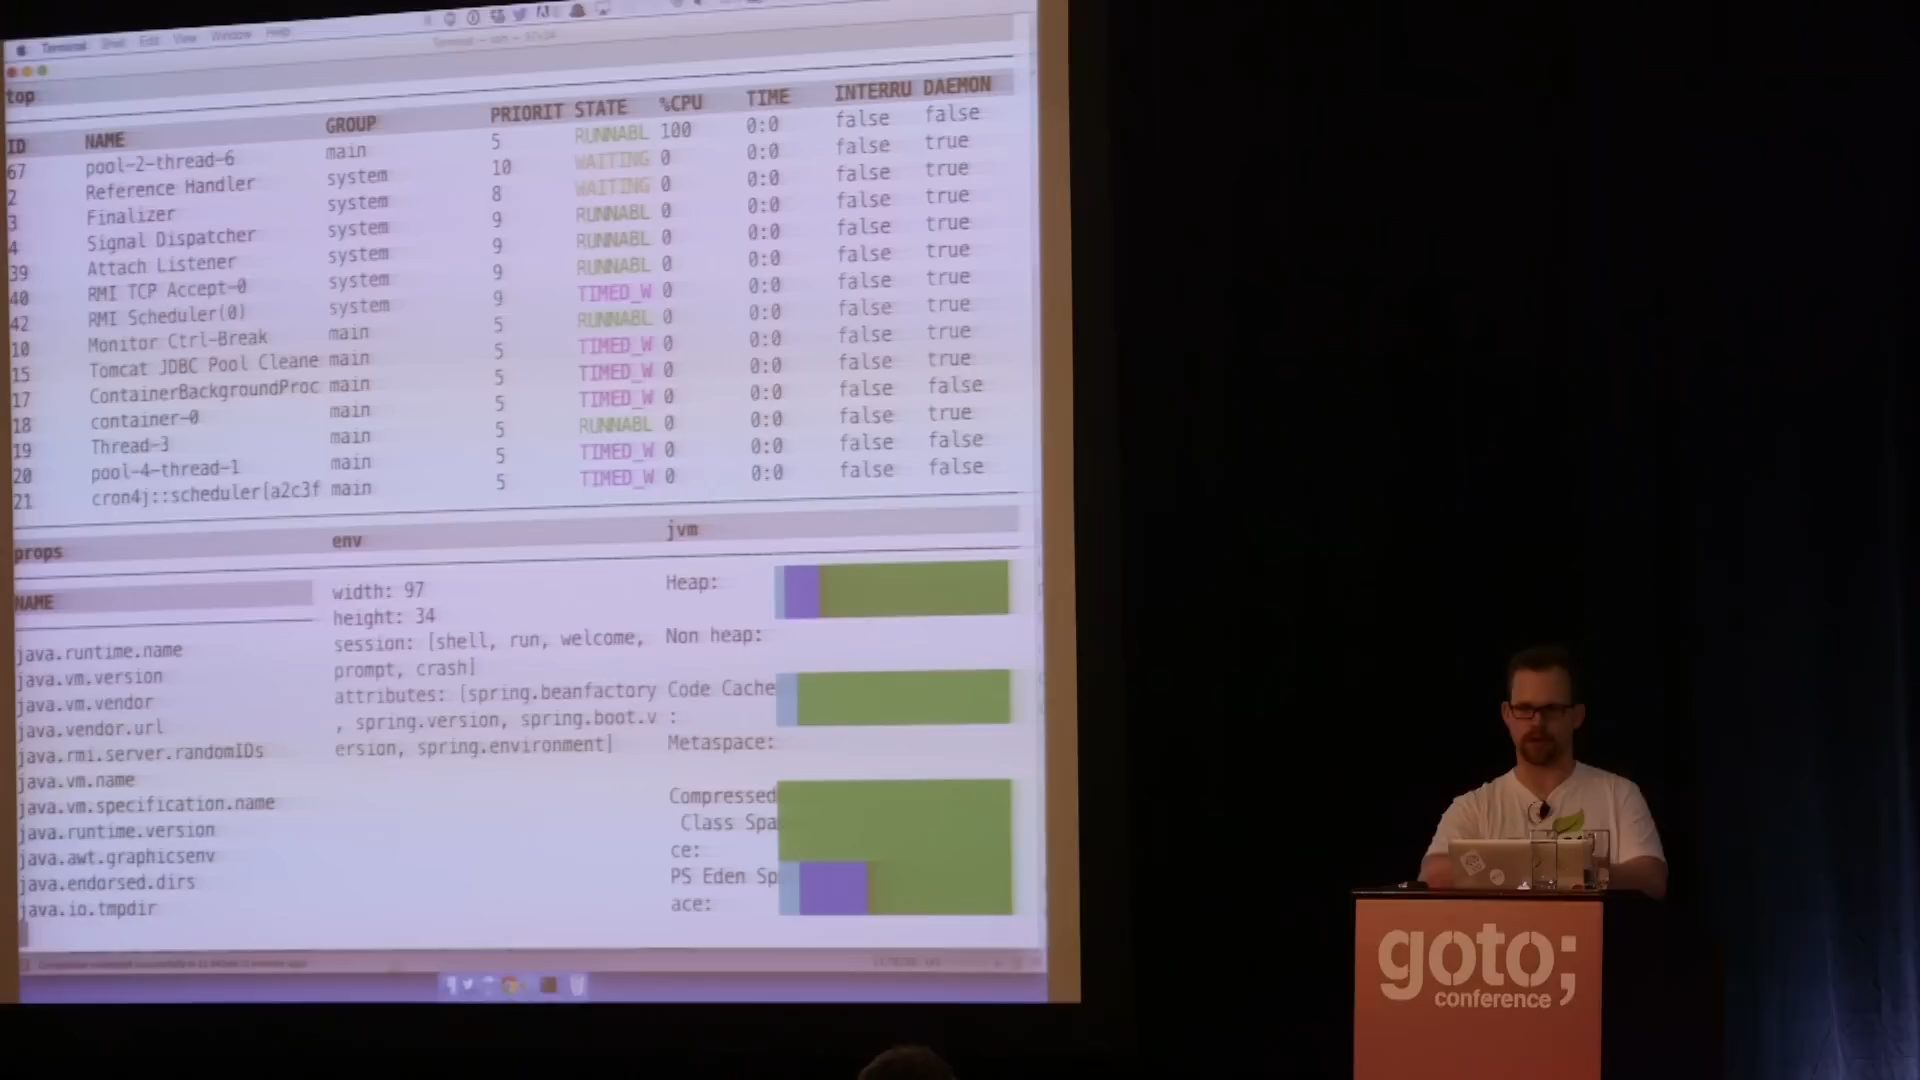 Terminal Shell Edit View Window Help
top
ID NAME GROUP PRIORIT STATE %CPU TIME INTERRU DAEMON
67 pool-2-thread-6 main 5 RUNNABL 100 0:0 false false
2 Reference Handler system 10 WAITING 0 0:0 false true
3 Finalizer system 8 WAITING 0 0:0 false true
4 Signal Dispatcher system 9 RUNNABL 0 0:0 false true
39 Attach Listener system 9 RUNNABL 0 0:0 false true
40 RMI TCP Accept-0 system 9 RUNNABL 0 0:0 false true
42 RMI Scheduler(0) system 9 TIMED_W 0 0:0 false true
10 Monitor Ctrl-Break main 5 RUNNABL 0 0:0 false true
15 Tomcat JDBC Pool Cleane main 5 TIMED_W 0 0:0 false true
17 ContainerBackgroundProc main 5 TIMED_W 0 0:0 false true
18 container-0 main 5 TIMED_W 0 0:0 false false
19 Thread-3 main 5 RUNNABL 0 0:0 false true
20 pool-4-thread-1 main 5 TIMED_W 0 0:0 false false
21 cron4j::scheduler[a2c3f main 5 TIMED_W 0 0:0 false false
props env jvm
NAME
java.runtime.name
java.vm.version
java.vm.vendor
java.vendor.url
java.rmi.server.randomIDs
java.vm.name
java.vm.specification.name
java.runtime.version
java.awt.graphicsenv
java.endorsed.dirs
java.io.tmpdir
width: 97
height: 34
session: [shell, run, welcome,
prompt, crash]
attributes: [spring.beanfactory
, spring.version, spring.boot.v
ersion, spring.environment]
Heap:
Non heap:
Code Cache
:
Metaspace:
Compressed
Class Spa
ce:
PS Eden Sp
ace:
goto;
conference